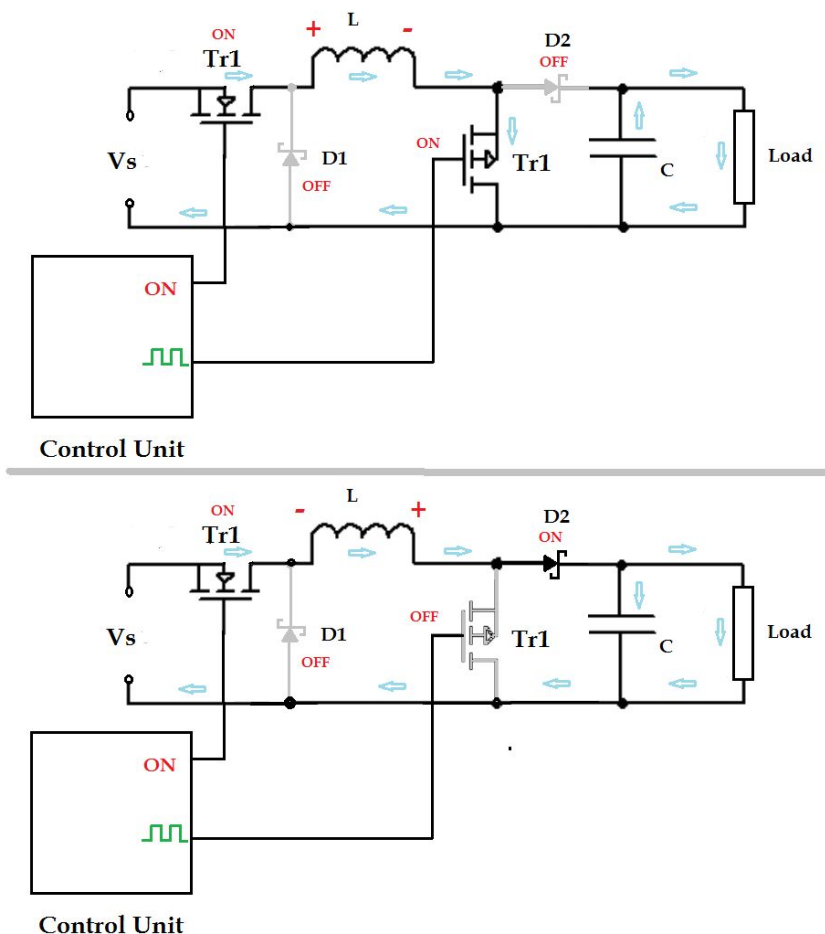 ON
Tr1
+
L
-
D2
OFF
Vs
D1
OFF
ON
Tr1
C
Load
ON
Control Unit
ON
Tr1
-
L
+
D2
ON
Vs
D1
OFF
OFF
Tr1
C
Load
ON
Control Unit